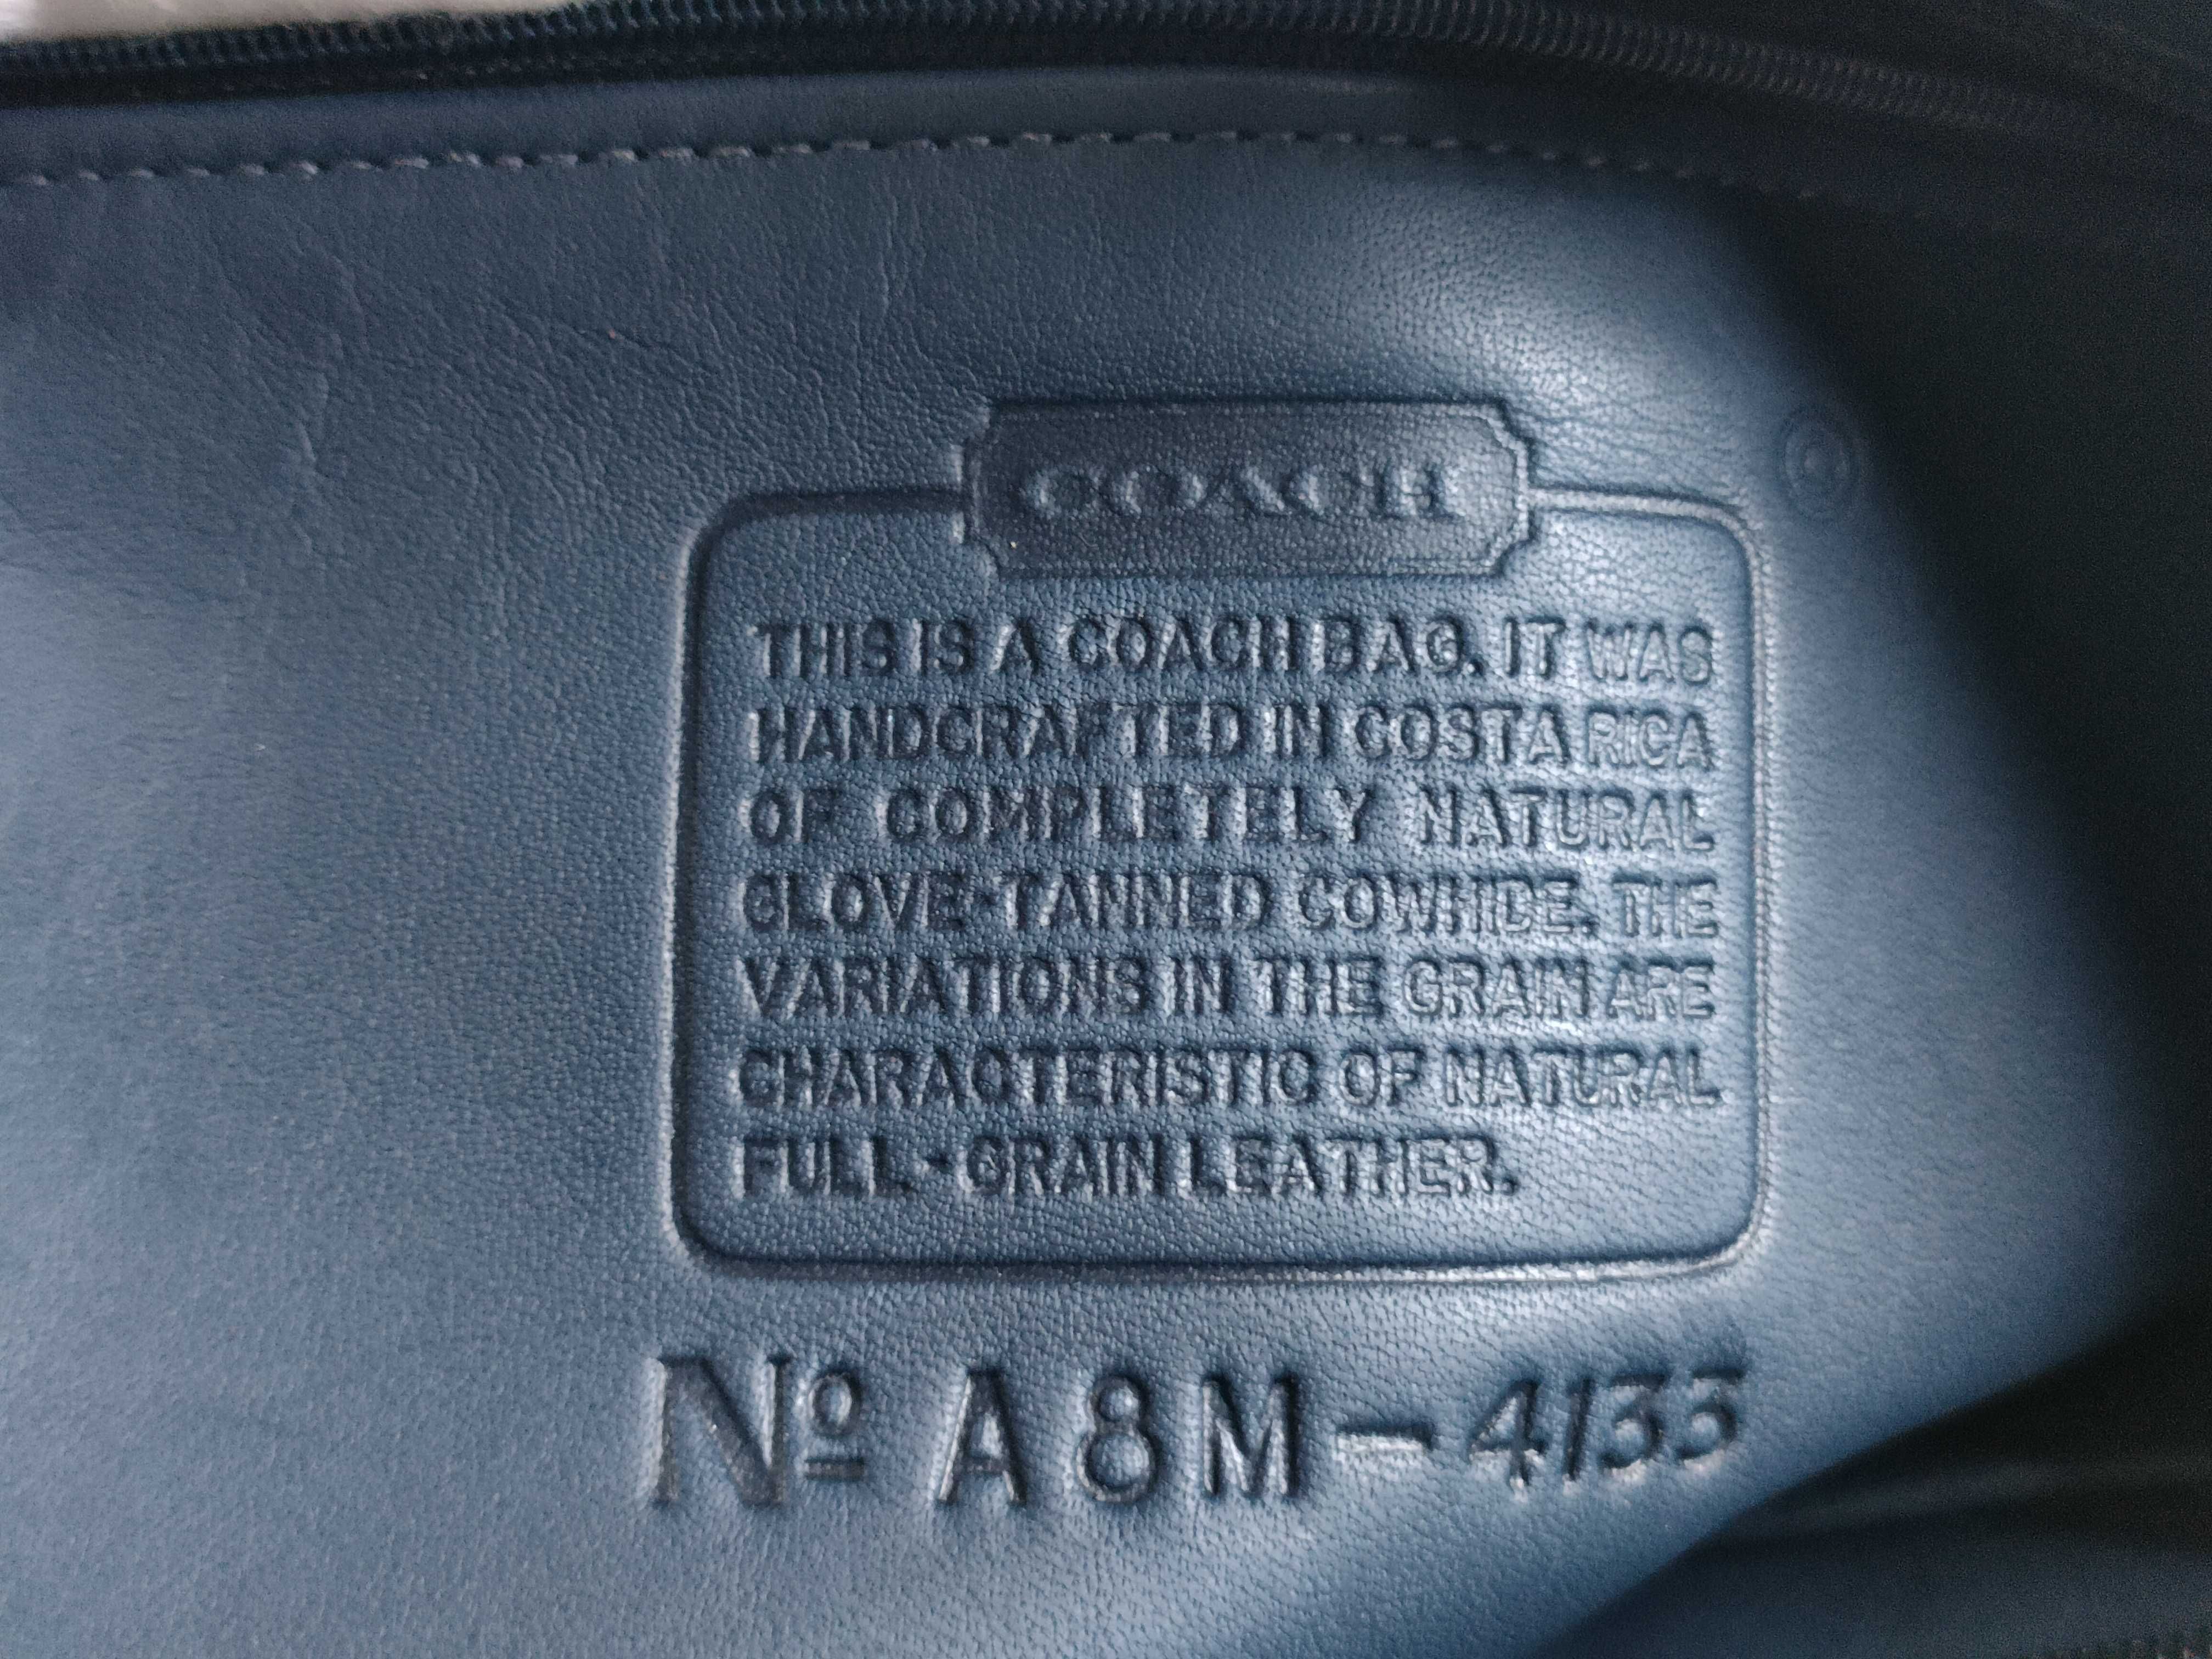 COACH
THIS IS A COACH BAG. IT WAS
HANDCRAFTED IN COSTA RICA
OF COMPLETELY NATURAL
GLOVE-TANNED COWHIDE. THE
VARIATIONS IN THE GRAIN ARE
CHARACTERISTIC OF NATURAL
FULL-GRAIN LEATHER.
Nº A8M-4133